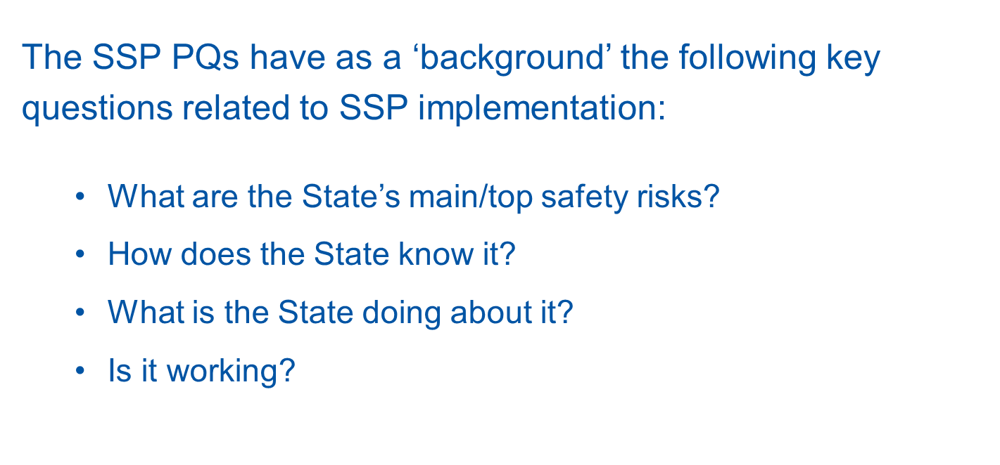 The SSP PQs have as a ‘background’ the following key
questions related to SSP implementation:
• What are the State’s main/top safety risks?
• How does the State know it?
• What is the State doing about it?
• Is it working?